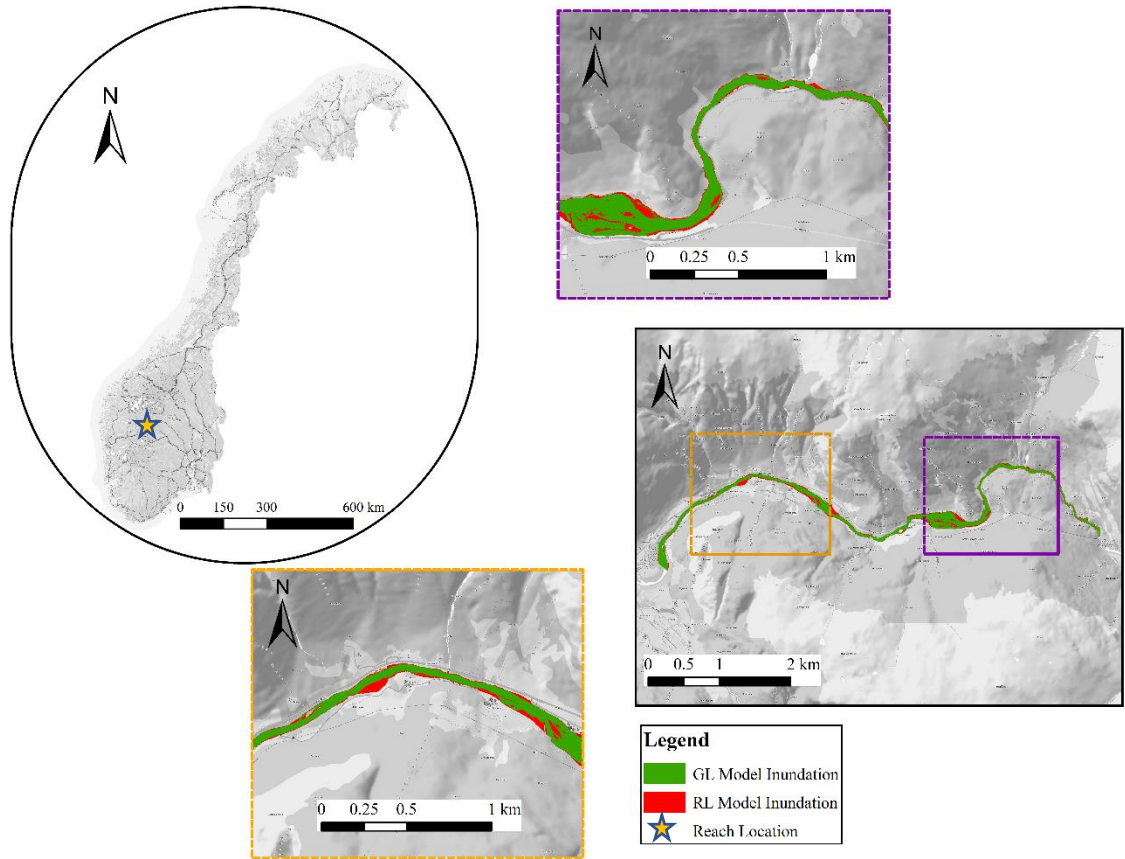 N
0 150 300 600 km
N
0 0.25 0.5 1 km
N
0 0.5 1 2 km
N
0 0.25 0.5 1 km
Legend
GL Model Inundation
RL Model Inundation
Reach Location